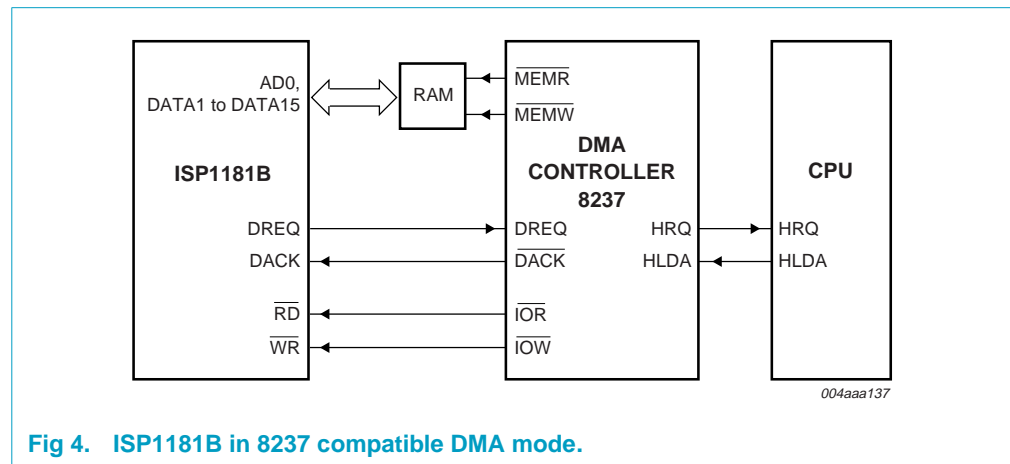 AD0,
DATA1 to DATA15
RAM
MEMR
MEMW
ISP1181B
DMA
CONTROLLER
8237
CPU
DREQ
DREQ
HRQ
HRQ
DACK
DACK
HLDA
HLDA
RD
IOR
WR
IOW
004aaa137
Fig 4. ISP1181B in 8237 compatible DMA mode.